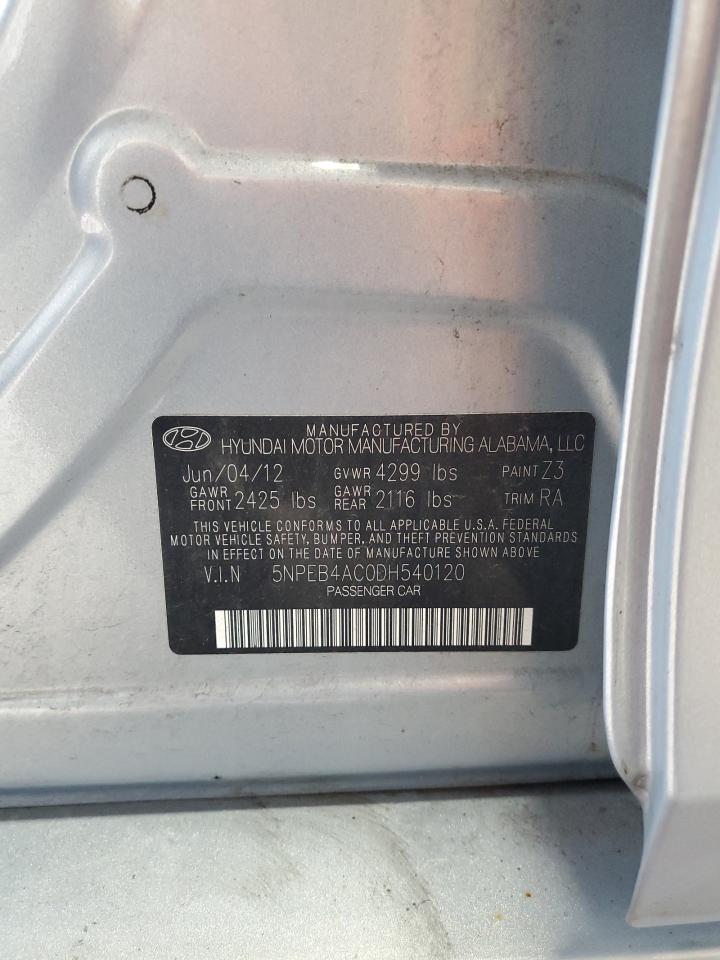 MANUFACTURED BY
HYUNDAI MOTOR MANUFACTURING ALABAMA, LLC
Jun/04/12 GVWR 4299 lbs PAINT Z3
GAWR FRONT 2425 lbs GAWR REAR 2116 lbs TRIM RA
THIS VEHICLE CONFORMS TO ALL APPLICABLE U.S.A. FEDERAL
MOTOR VEHICLE SAFETY, BUMPER, AND THEFT PREVENTION STANDARDS
IN EFFECT ON THE DATE OF MANUFACTURE SHOWN ABOVE
V.I.N 5NPEB4AC0DH540120
PASSENGER CAR